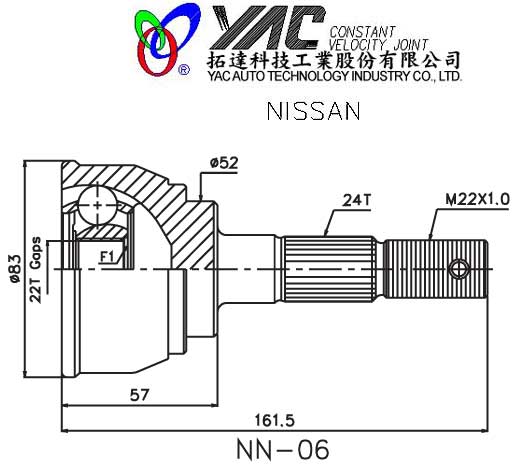 YAC CONSTANT
VELOCITY JOINT
®
拓達科技工業股份有限公司
YAC AUTO TECHNOLOGY INDUSTRY CO., LTD.
NISSAN
ø52
24T
M22X1.0
ø83
22T Gaps
F1
57
161.5
NN-06